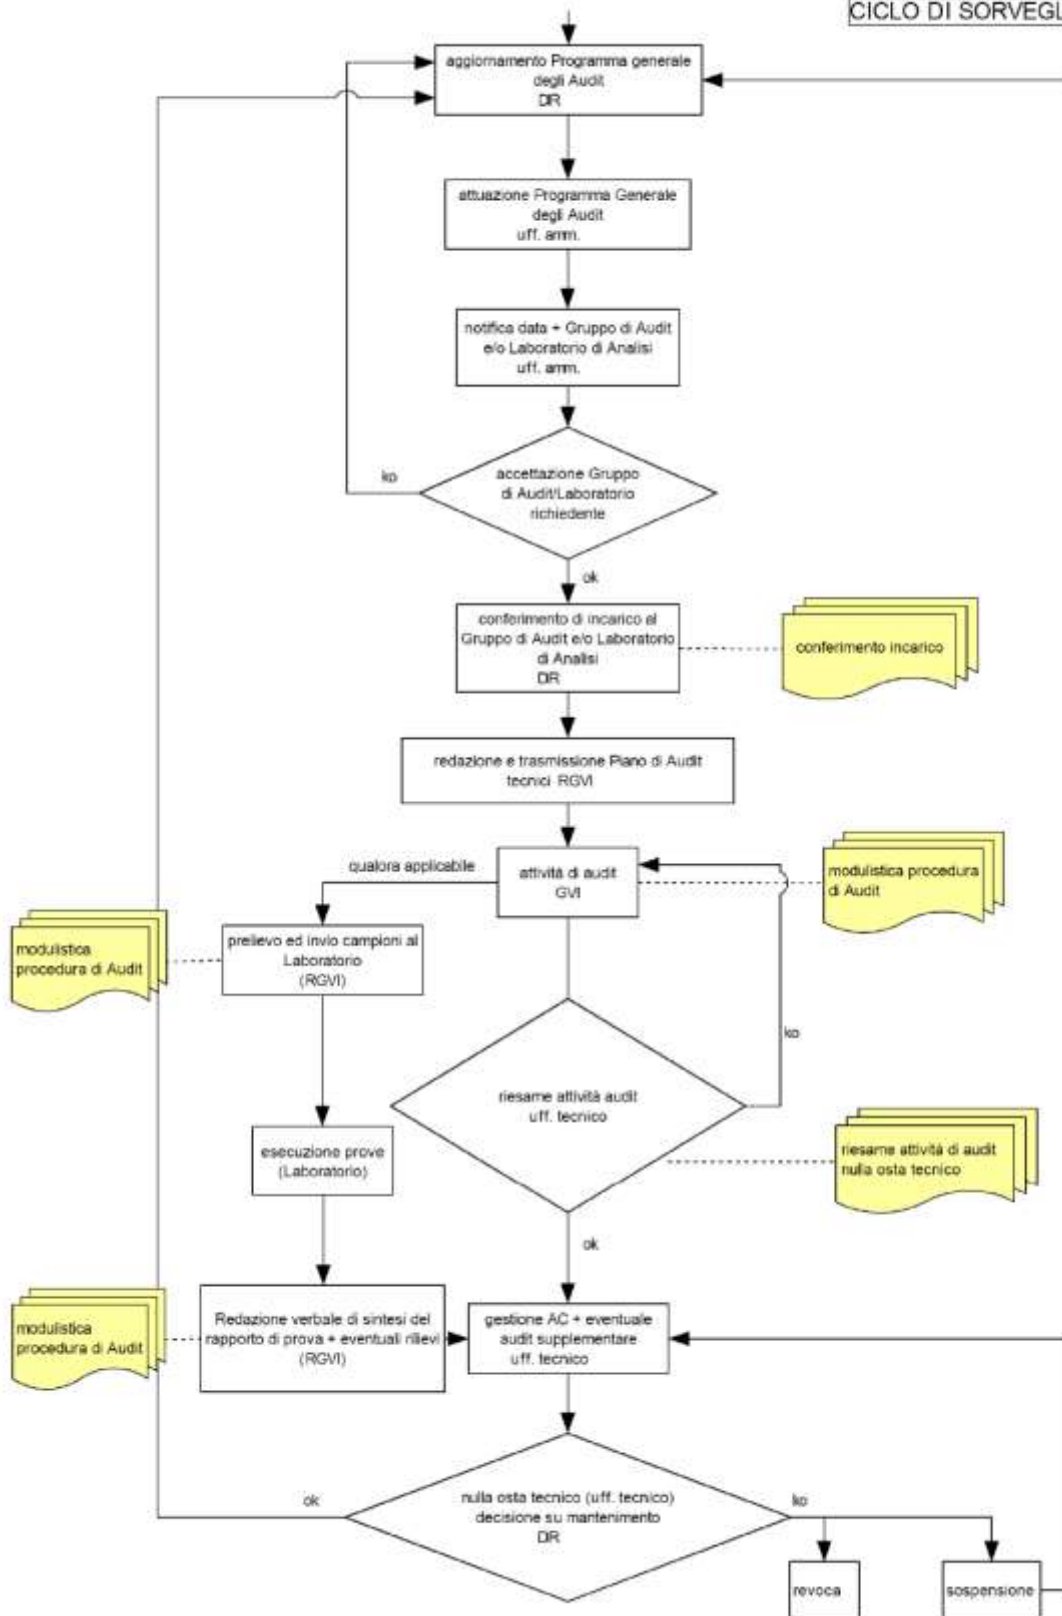 CICLO DI SORVEGL
aggiornamento Programma generale
degli Audit
DIR
attuazione Programma Generale
degli Audit
uff. amm.
notifica data + Gruppo di Audit
e/o Laboratorio di Analisi
uff. amm.
ko
accettazione Gruppo
di Audit/Laboratorio
richiedente
ok
conferimento di incarico al
Gruppo di Audit e/o Laboratorio
di Analisi
DIR
conferimento incarico
redazione e trasmissione Piano di Audit
tecnici RGVI
qualora applicabile
attività di audit
GVI
modulistica procedura
di Audit
modulistica
procedura di Audit
prelievo ed invio campioni al
Laboratorio
(RGVI)
ko
riesame attività audit
uff. tecnico
esecuzione prove
(Laboratorio)
riesame attività di audit
nulla osta tecnico
ok
modulistica
procedura di Audit
Redazione verbale di sintesi del
rapporto di prova + eventuali rilievi
(RGVI)
gestione AC + eventuale
audit supplementare
uff. tecnico
ok
nulla osta tecnico (uff. tecnico)
decisione su mantenimento
DIR
ko
revoca
sospensione